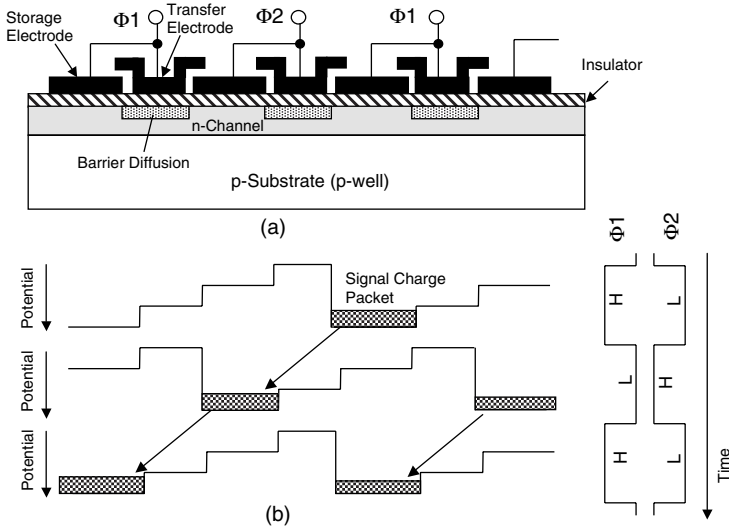 Storage
Electrode
Φ1
Transfer
Electrode
Φ2
Φ1
Insulator
n-Channel
Barrier Diffusion
p-Substrate (p-well)
(a)
Potential
Signal Charge
Packet
Potential
Potential
(b)
Φ1
Φ2
H
L
L
H
H
L
Time